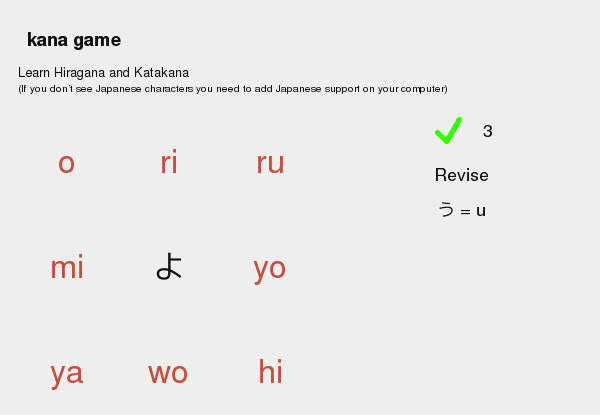 kana game
Learn Hiragana and Katakana
(If you don't see Japanese characters you need to add Japanese support on your computer)
3
Revise
う = u
o ri ru
mi よ yo
ya wo hi